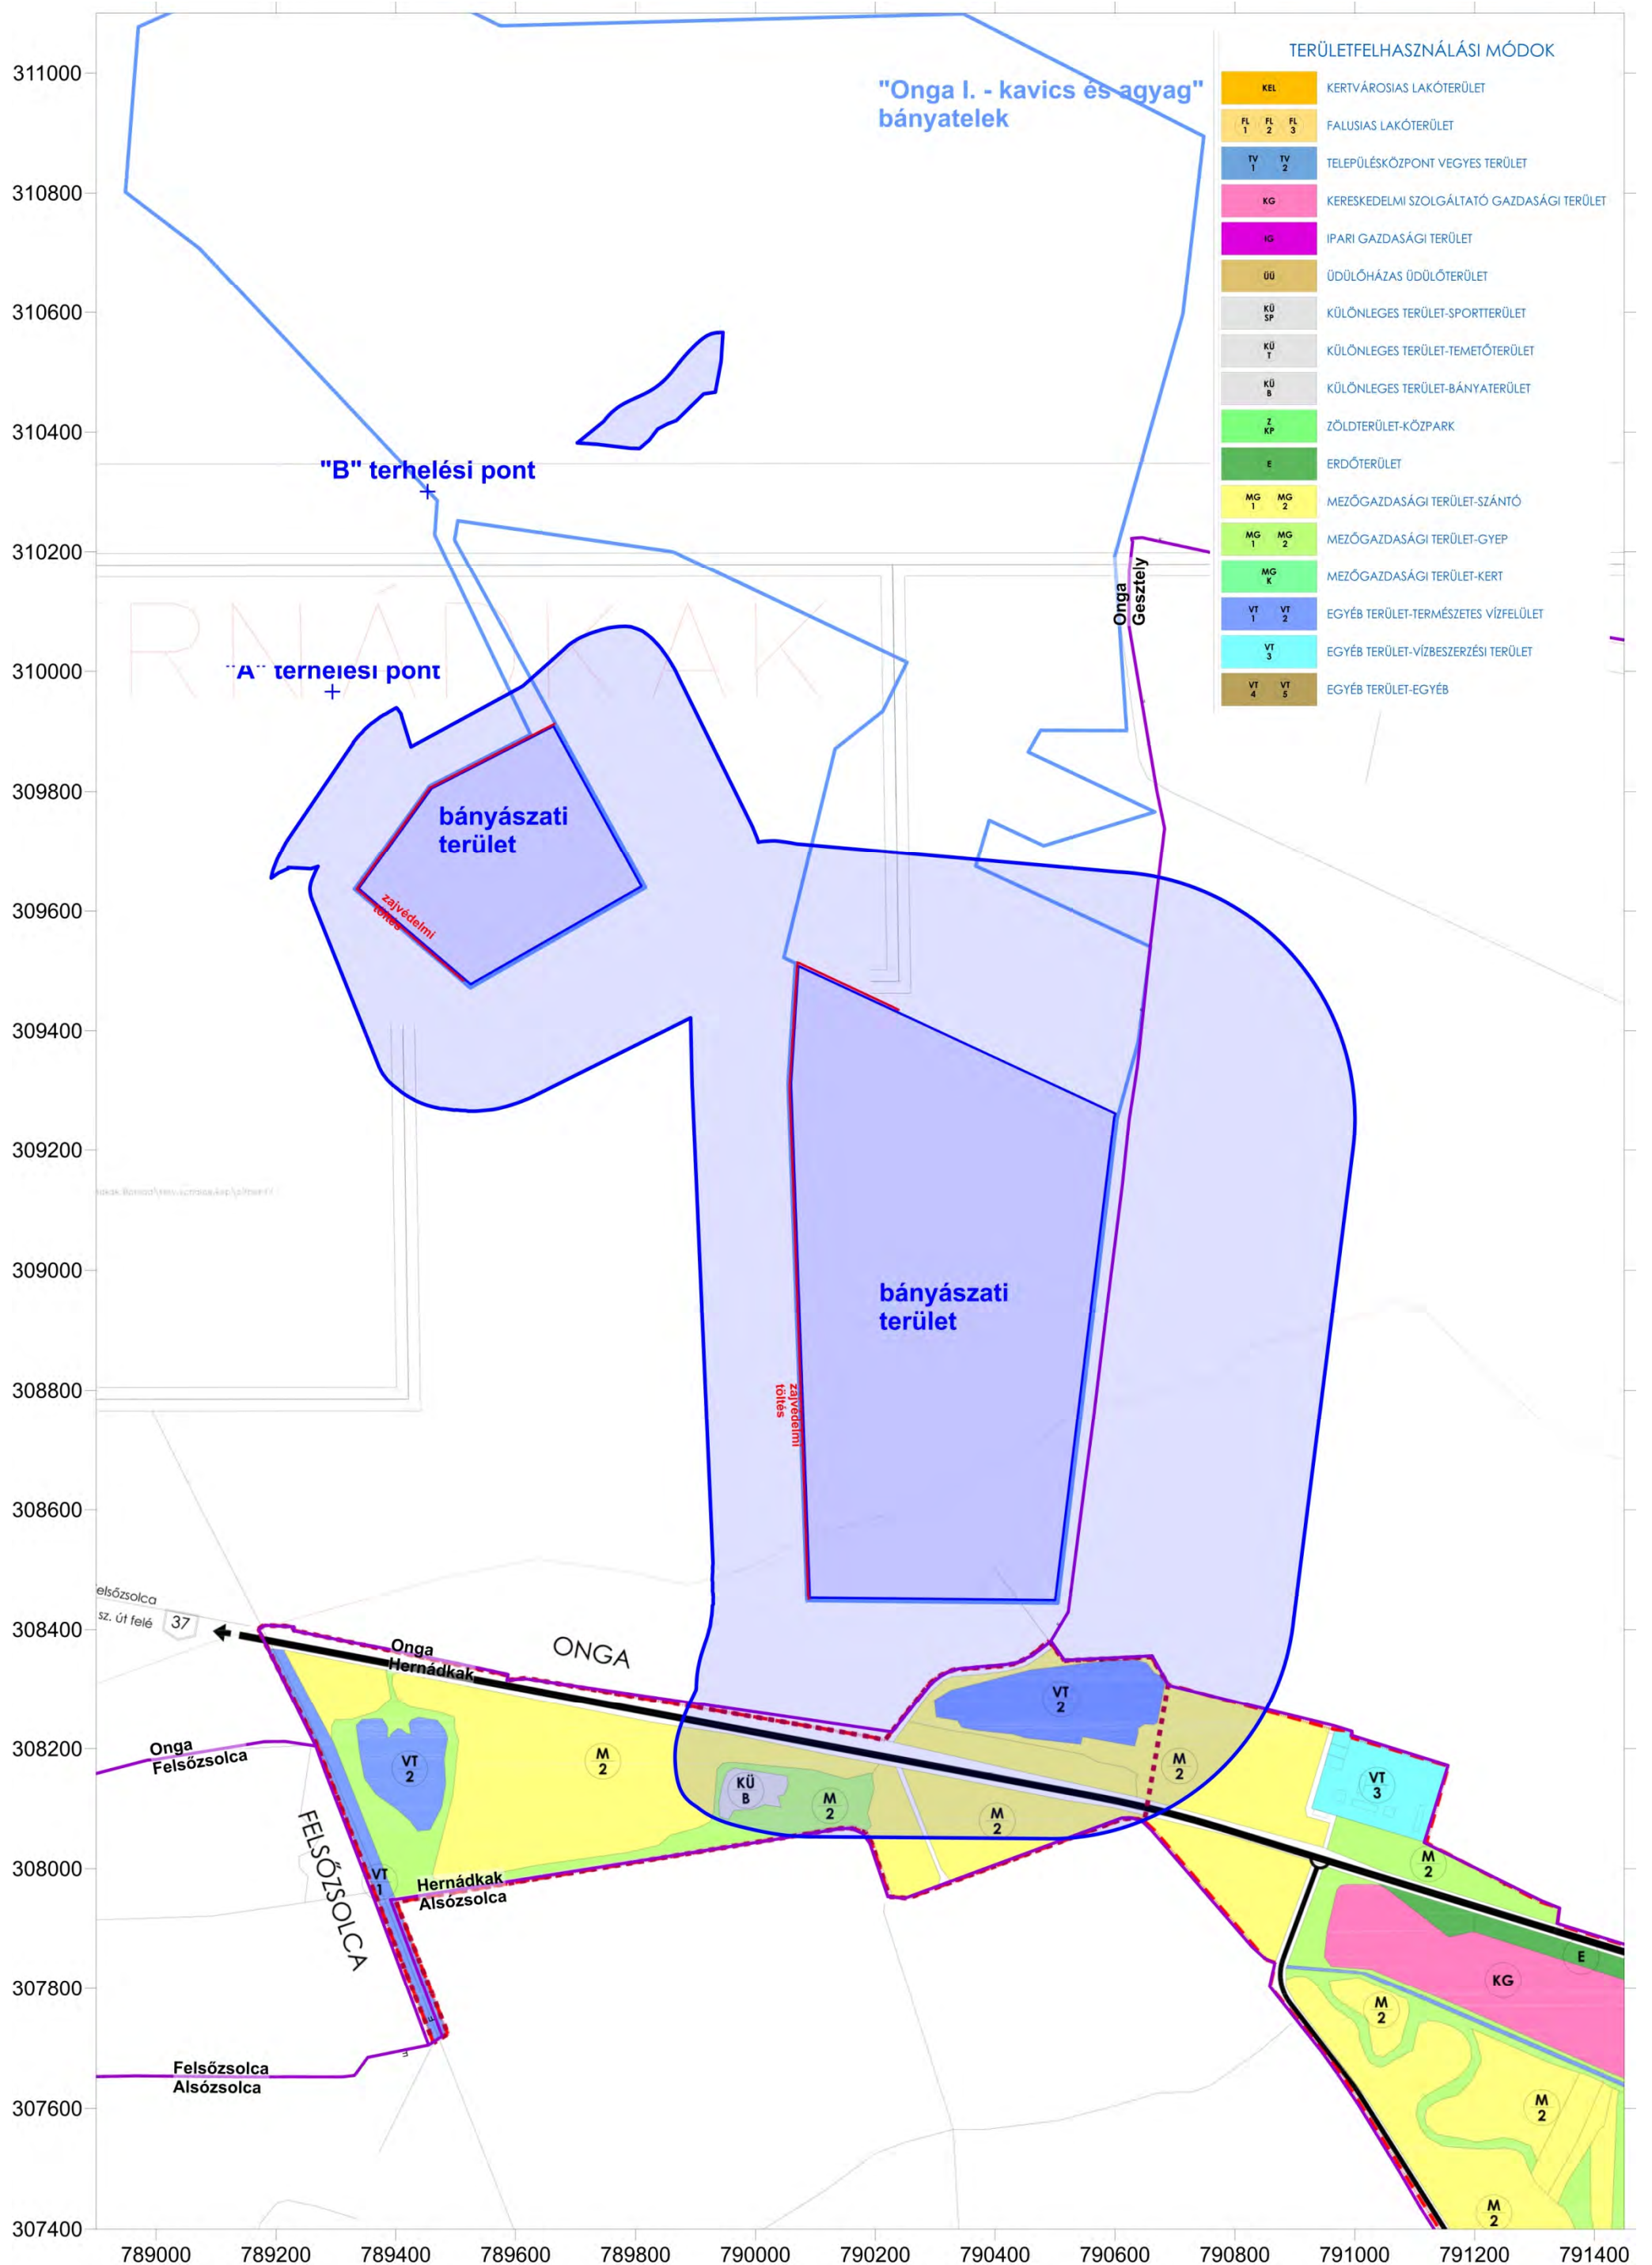 TERÜLETFELHASZNÁLÁSI MÓDOK
KEL KERTVÁROSIAS LAKÓTERÜLET
FL 1 FL 2 FL 3 FALUSIAS LAKÓTERÜLET
TV 1 TV 2 TELEPÜLÉSKÖZPONT VEGYES TERÜLET
KG KERESKEDELMI SZOLGÁLTATÓ GAZDASÁGI TERÜLET
IG IPARI GAZDASÁGI TERÜLET
ÜÜ ÜDÜLŐHÁZAS ÜDÜLŐTERÜLET
KÜ SP KÜLÖNLEGES TERÜLET-SPORTTERÜLET
KÜ T KÜLÖNLEGES TERÜLET-TEMETŐTERÜLET
KÜ B KÜLÖNLEGES TERÜLET-BÁNYATERÜLET
Z KP ZÖLDTERÜLET-KÖZPARK
E ERDŐTERÜLET
MG 1 MG 2 MEZŐGAZDASÁGI TERÜLET-SZÁNTÓ
MG 1 MG 2 MEZŐGAZDASÁGI TERÜLET-GYEP
MG K MEZŐGAZDASÁGI TERÜLET-KERT
VT 1 VT 2 EGYÉB TERÜLET-TERMÉSZETES VÍZFELÜLET
VT 3 EGYÉB TERÜLET-VÍZBESZERZÉSI TERÜLET
VT 4 VT 5 EGYÉB TERÜLET-EGYÉB
"Onga I. - kavics és agyag"
bányatelek
"B" terhelési pont
Onga
Gesztely
RNÁDKAK
"A" terhelési pont
bányászati
terület
zajvédelmi
töltés
bányászati
terület
zajvédelmi
töltés
elsőzsolca
sz. út felé 37
Onga
Hernádkak
ONGA
VT
2
Onga
Felsőzsolca
VT
2
M
2
KÜ
B
M
2
M
2
M
2
VT
3
FELSŐZSOLCA
VT
1
Hernádkak
Alsózsolca
M
2
E
KG
M
2
Felsőzsolca
Alsózsolca
M
2
M
2
311000
310800
310600
310400
310200
310000
309800
309600
309400
309200
309000
308800
308600
308400
308200
308000
307800
307600
307400
789000 789200 789400 789600 789800 790000 790200 790400 790600 790800 791000 791200 791400